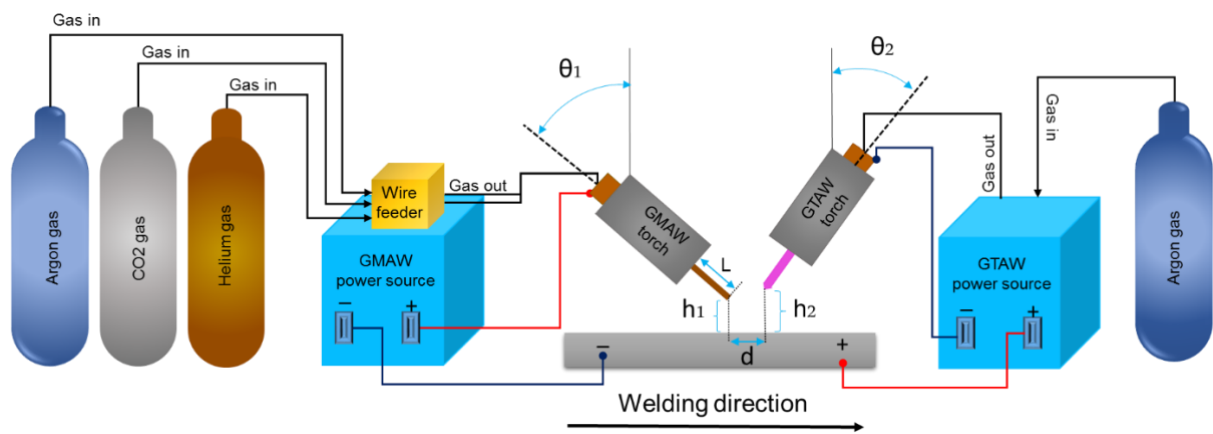 Gas in
Gas in
Gas in
Argon gas
CO2 gas
Helium gas
Wire
feeder
Gas out
GMAW
power source
−
+
θ1
GMAW
torch
L
h1
d
h2
θ2
GTAW
torch
−
+
Gas out
Gas in
GTAW
power source
−
+
Argon gas
Welding direction